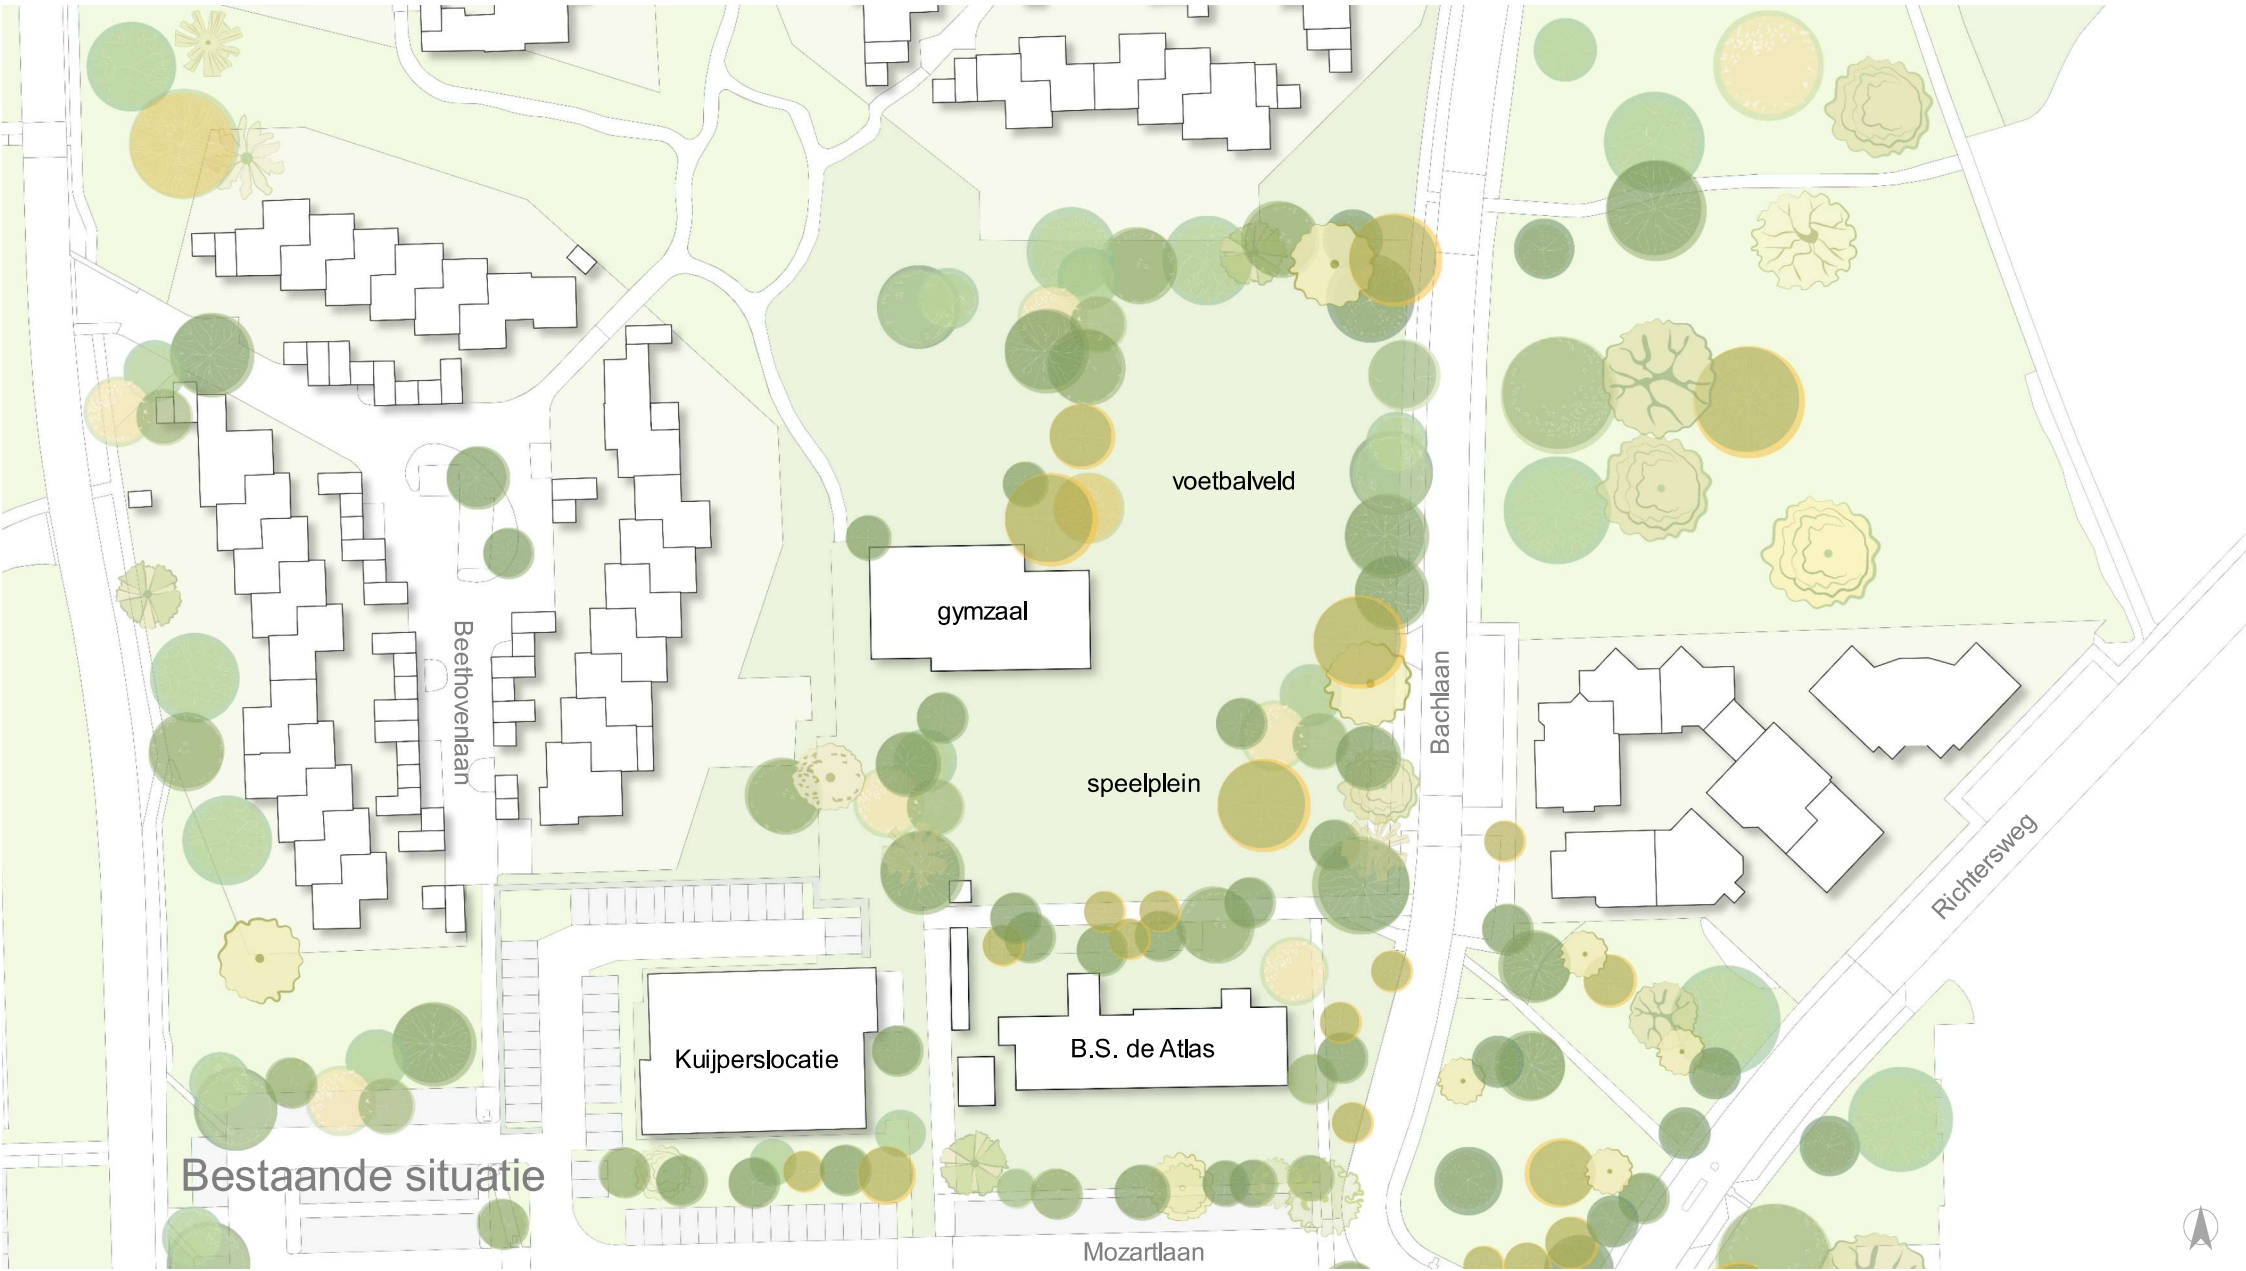 voetbalveld
gymzaal
Beethovenlaan
Bachlaan
speelplein
Richtersweg
Kuijperslocatie
B.S. de Atlas
Bestaande situatie
Mozartlaan